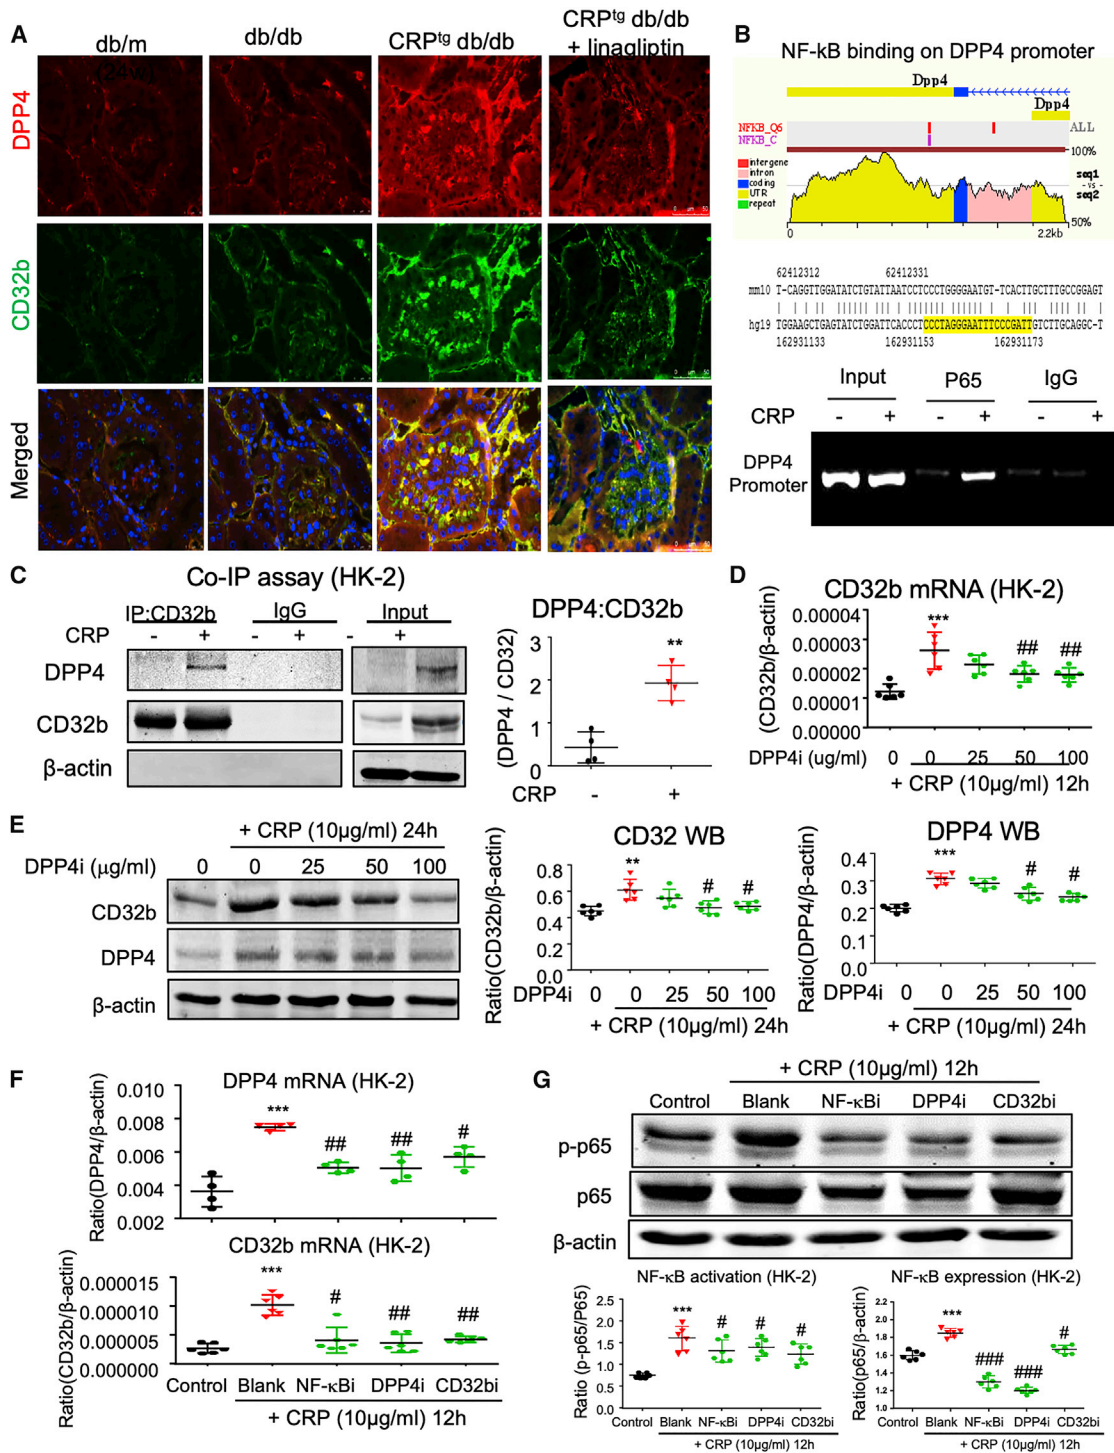 A
db/m
(24w)
db/db
CRPtg db/db
CRPtg db/db
+ linagliptin
DPP4
CD32b
Merged
0 µm 50
0 µm 50
B
NF-kB binding on DPP4 promoter
Dpp4
Dpp4
NFKB_Q6
NFKB_C
ALL
100%
intergene
intron
coding
UTR
repeat
seq1
- vs -
seq2
50%
0
2.2kb
62412312
62412331
mm10 T-CAGGTTGGATATCTGTATTAATCCTCCCTGGGGAATGT-TCACTTGCTTTGCCGGAGT
hg19 TGGAAGCTGAGTATCTGGATTCACCCTCCCTAGGGAATTTCCCGATTGTCTTGCAGGC-T
162931133
162931153
162931173
Input
P65
IgG
CRP - + - + - +
DPP4
Promoter
C
Co-IP assay (HK-2)
IP:CD32b
IgG
Input
CRP - + - + - +
DPP4
CD32b
β-actin
DPP4:CD32b
(DPP4 / CD32)
3
2
1
0
**
CRP - +
D
CD32b mRNA (HK-2)
(CD32b/β-actin)
0.00004
0.00003
0.00002
0.00001
0.00000
***
##
##
DPP4i (ug/ml) 0 0 25 50 100
+ CRP (10µg/ml) 12h
E
+ CRP (10µg/ml) 24h
DPP4i (µg/ml) 0 0 25 50 100
CD32b
DPP4
β-actin
CD32 WB
Ratio(CD32b/β-actin)
0.8
0.6
0.4
0.2
0.0
**
#
#
DPP4i 0 0 25 50 100
+ CRP (10µg/ml) 24h
DPP4 WB
Ratio(DPP4/β-actin)
0.4
0.3
0.2
0.1
0.0
***
#
#
DPP4i 0 0 25 50 100
+ CRP (10µg/ml) 24h
F
DPP4 mRNA (HK-2)
Ratio(DPP4/β-actin)
0.010
0.008
0.006
0.004
0.002
***
##
##
#
CD32b mRNA (HK-2)
Ratio(CD32b/β-actin)
0.000015
0.000010
0.000005
0.000000
***
#
##
##
Control Blank NF-κBi DPP4i CD32bi
+ CRP (10µg/ml) 12h
G
+ CRP (10µg/ml) 12h
Control Blank NF-κBi DPP4i CD32bi
p-p65
p65
β-actin
NF-κB activation (HK-2)
Ratio (p-p65/P65)
2.5
2.0
1.5
1.0
0.5
0.0
***
#
#
#
Control Blank NF-κBi DPP4i CD32bi
+ CRP (10µg/ml) 12h
NF-κB expression (HK-2)
Ratio(p65/β-actin)
2.2
2.0
1.8
1.6
1.4
1.2
1.0
***
###
###
#
Control Blank NF-κBi DPP4i CD32bi
+ CRP (10µg/ml) 12h